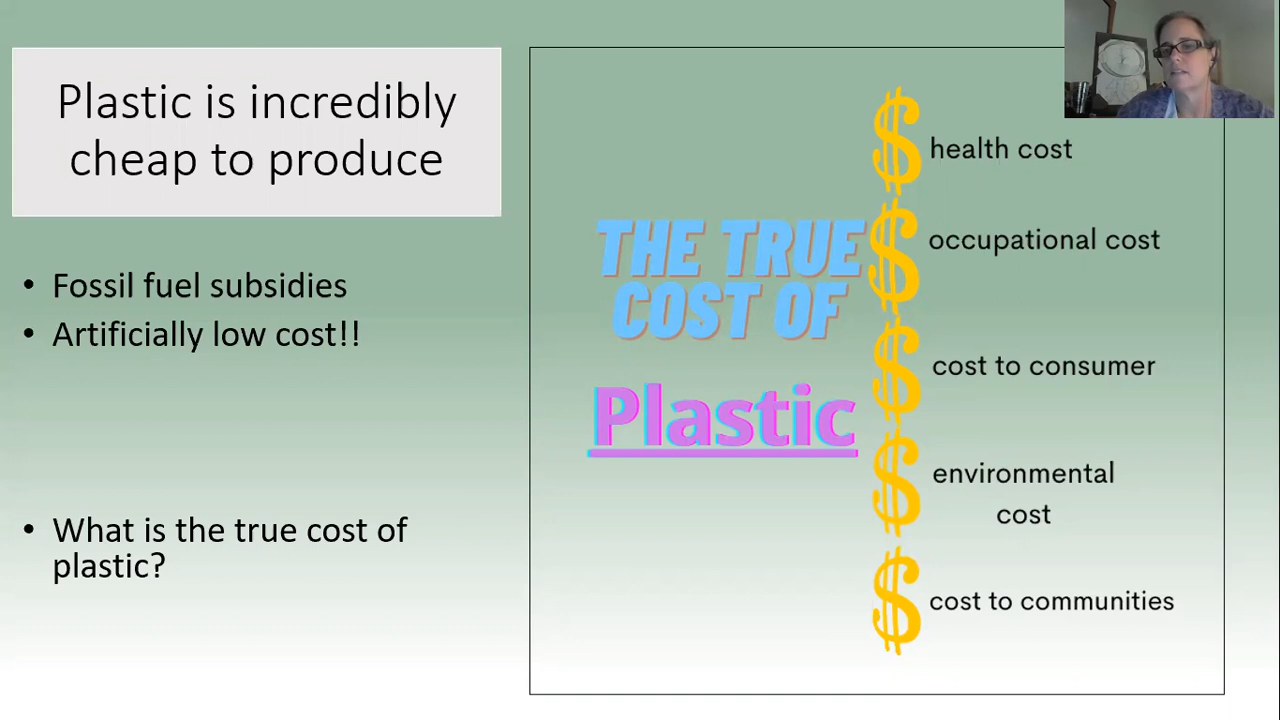 Plastic is incredibly
cheap to produce
• Fossil fuel subsidies
• Artificially low cost!!
• What is the true cost of
plastic?
THE TRUE
COST OF
Plastic
$ health cost
$ occupational cost
$ cost to consumer
$ environmental
cost
$ cost to communities